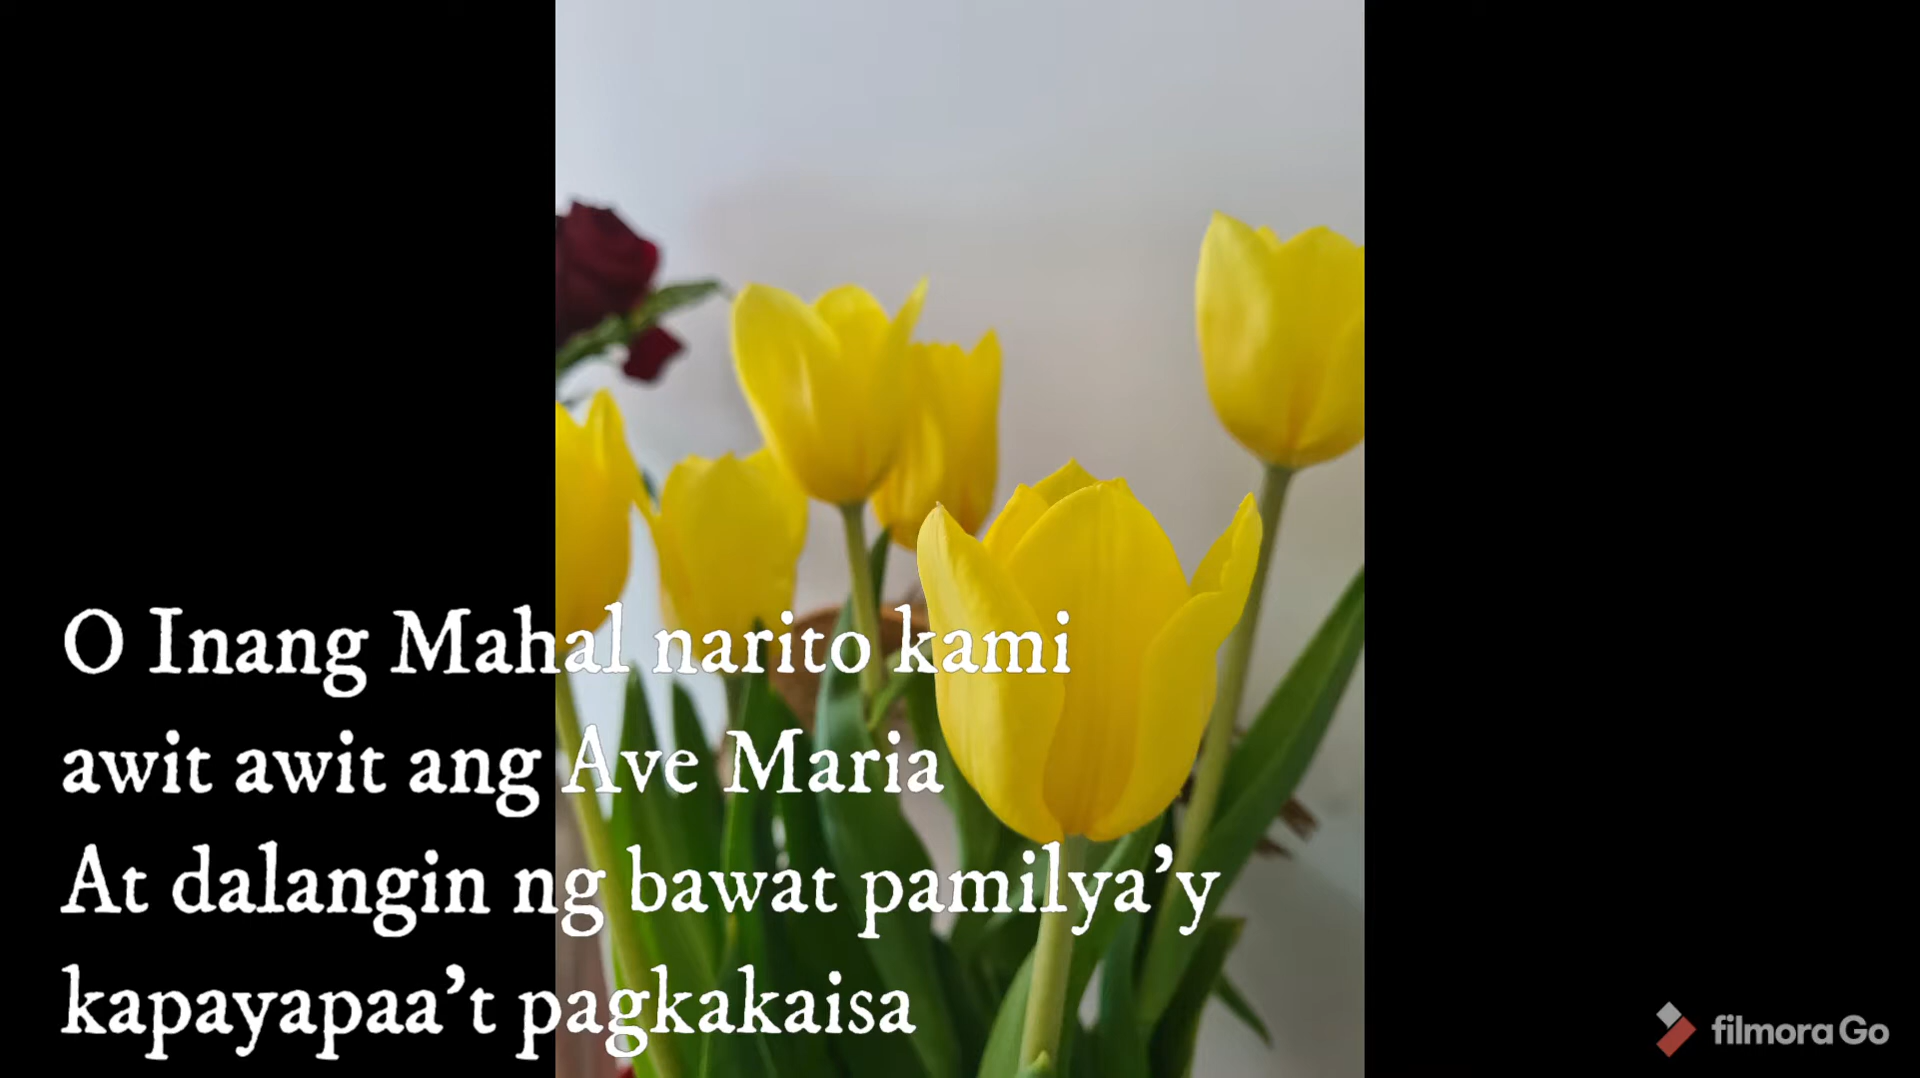 O Inang Mahal narito kami
awit awit ang Ave Maria
At dalangin ng bawat pamilya’y
kapayapaa’t pagkakaisa
filmora Go